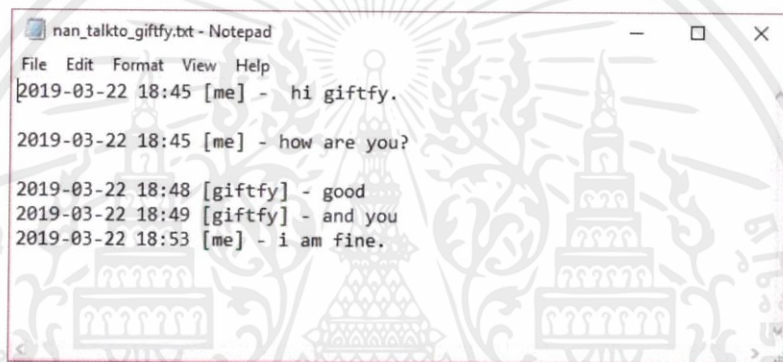 nan_talkto_giftfy.txt - Notepad
File Edit Format View Help
2019-03-22 18:45 [me] -  hi giftfy.
2019-03-22 18:45 [me] - how are you?
2019-03-22 18:48 [giftfy] - good
2019-03-22 18:49 [giftfy] - and you
2019-03-22 18:53 [me] - i am fine.